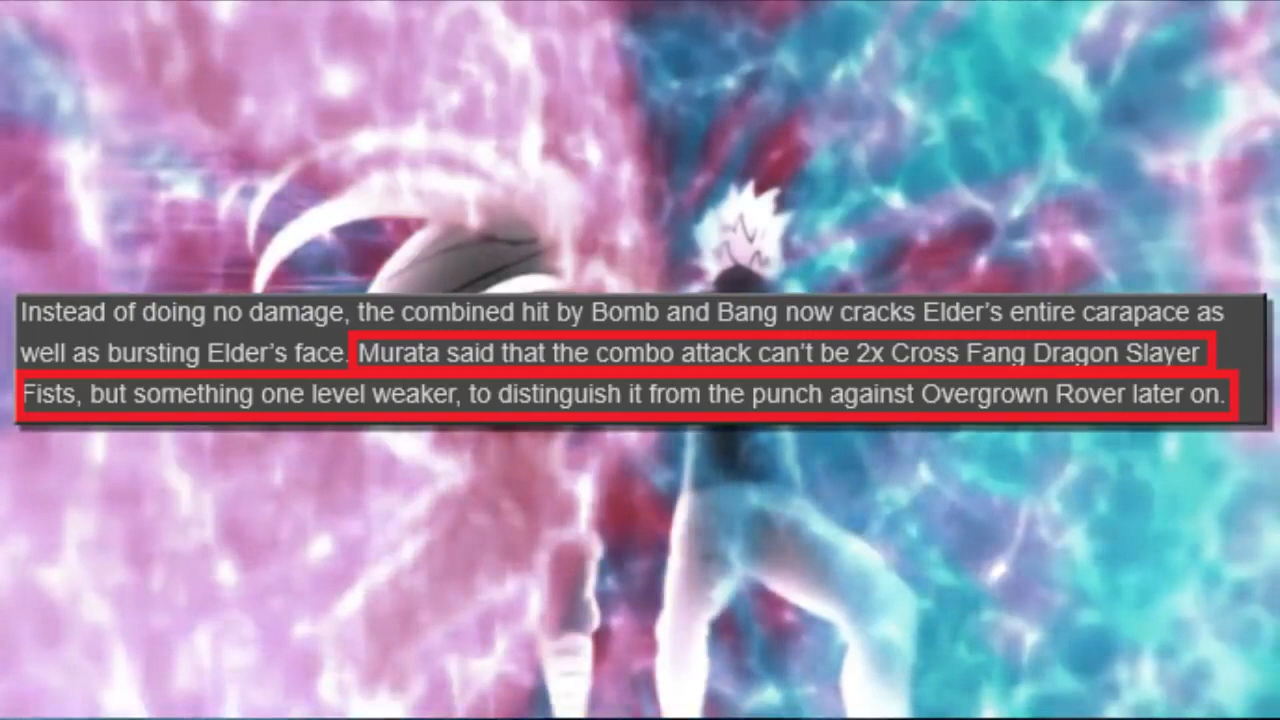 Instead of doing no damage, the combined hit by Bomb and Bang now cracks Elder’s entire carapace as
well as bursting Elder’s face. Murata said that the combo attack can’t be 2x Cross Fang Dragon Slayer
Fists, but something one level weaker, to distinguish it from the punch against Overgrown Rover later on.